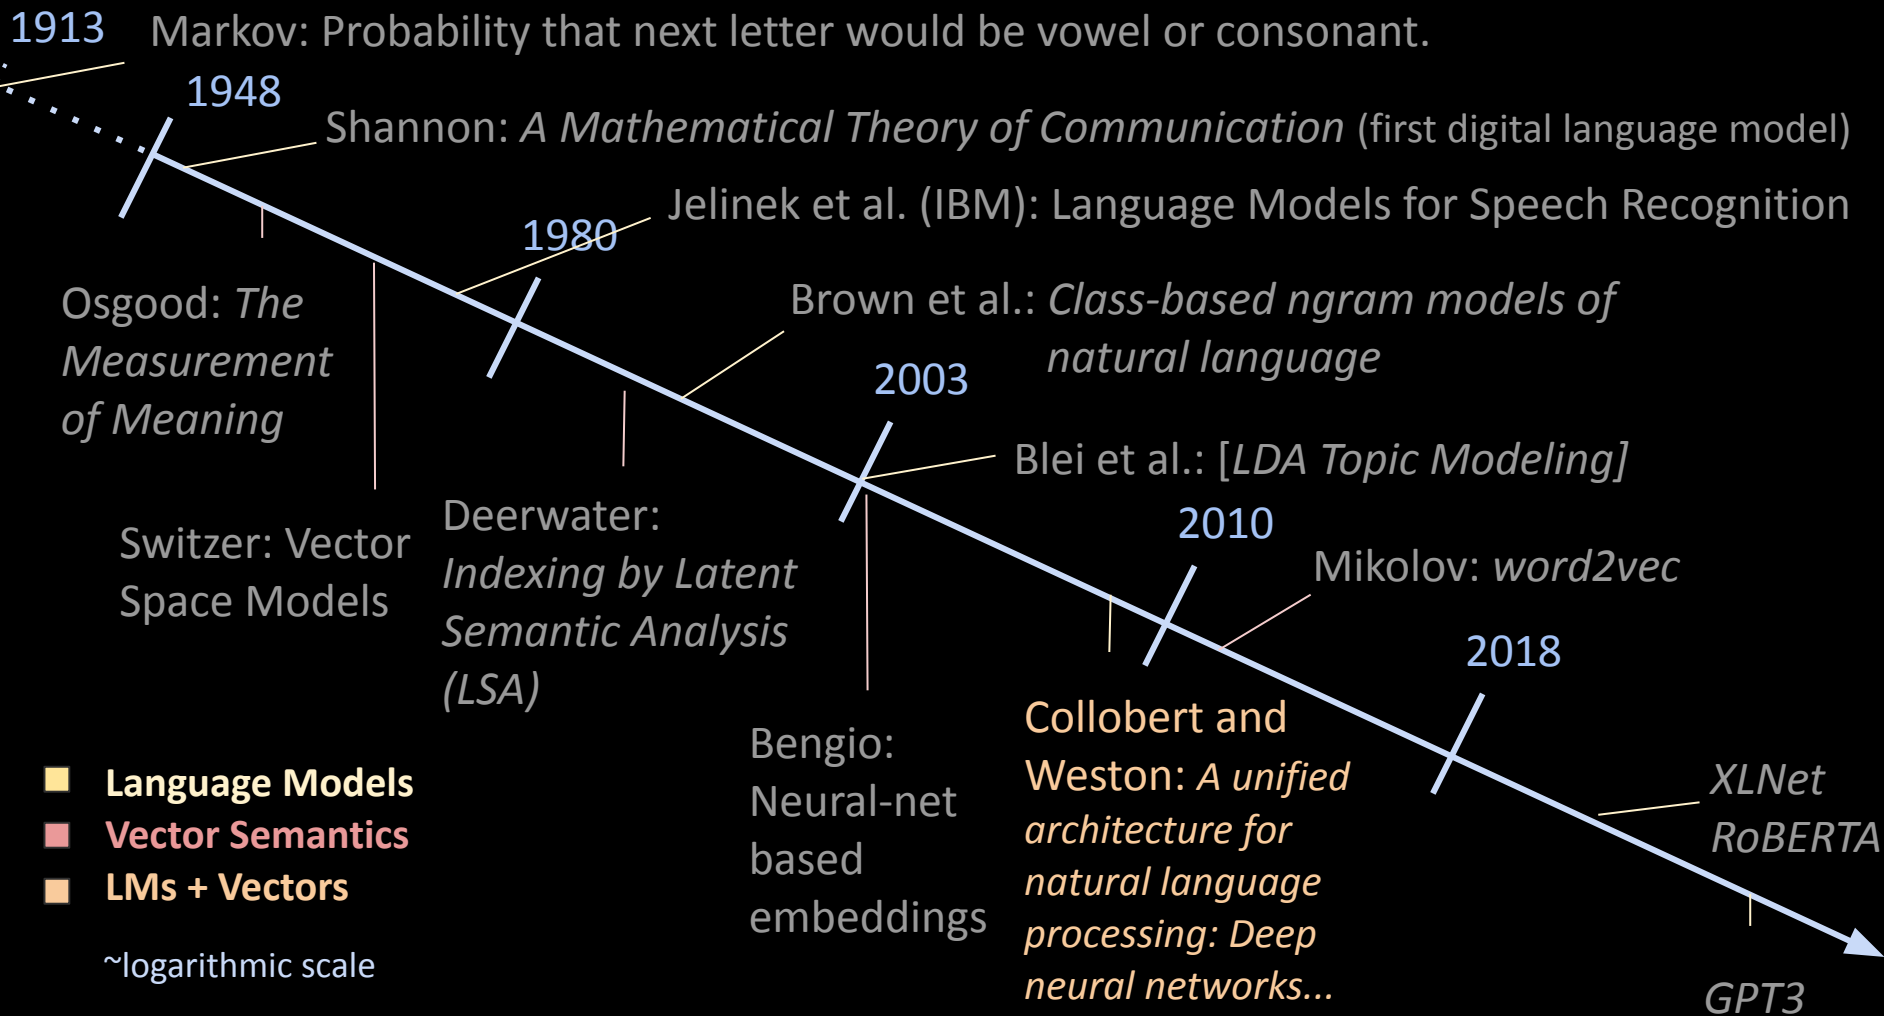 1913
Markov: Probability that next letter would be vowel or consonant.
1948
Shannon: A Mathematical Theory of Communication (first digital language model)
Jelinek et al. (IBM): Language Models for Speech Recognition
1980
Osgood: The
Measurement
of Meaning
Brown et al.: Class-based ngram models of
natural language
2003
Blei et al.: [LDA Topic Modeling]
Switzer: Vector
Space Models
Deerwater:
Indexing by Latent
Semantic Analysis
(LSA)
2010
Mikolov: word2vec
2018
Bengio:
Neural-net
based
embeddings
Collobert and
Weston: A unified
architecture for
natural language
processing: Deep
neural networks...
XLNet
RoBERTA
GPT3
Language Models
Vector Semantics
LMs + Vectors
~logarithmic scale